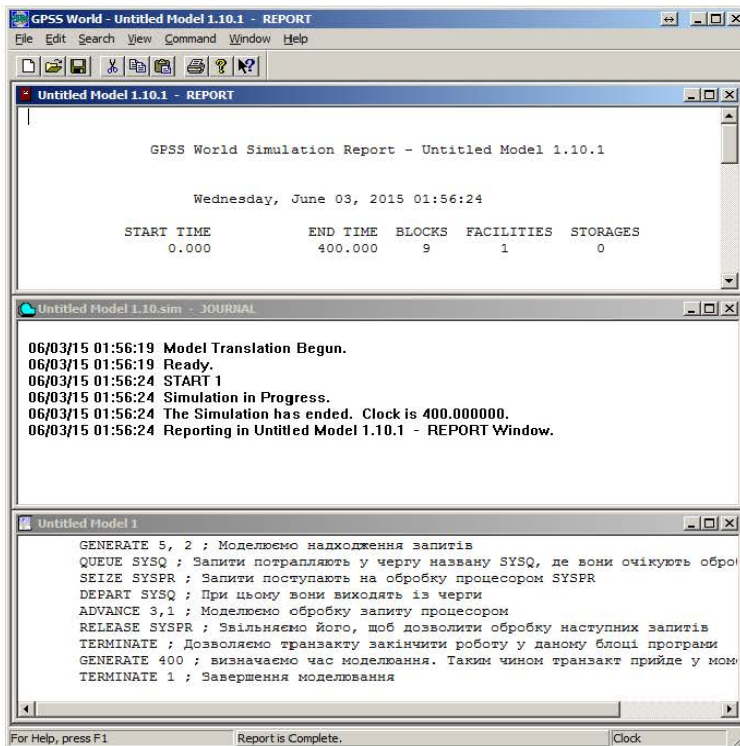 GPSS World - Untitled Model 1.10.1 - REPORT
File Edit Search View Command Window Help
Untitled Model 1.10.1 - REPORT
GPSS World Simulation Report - Untitled Model 1.10.1
Wednesday, June 03, 2015 01:56:24
START TIME END TIME BLOCKS FACILITIES STORAGES
0.000 400.000 9 1 0
Untitled Model 1.10.sim - JOURNAL
06/03/15 01:56:19 Model Translation Begun.
06/03/15 01:56:19 Ready.
06/03/15 01:56:24 START 1
06/03/15 01:56:24 Simulation in Progress.
06/03/15 01:56:24 The Simulation has ended. Clock is 400.000000.
06/03/15 01:56:24 Reporting in Untitled Model 1.10.1 - REPORT Window.
Untitled Model 1
GENERATE 5, 2 ; Моделюємо надходження запитів
QUEUE SYSQ ; Запити потрапляють у чергу названу SYSQ, де вони очікують
SEIZE SYSPR ; Запити поступають на обробку процесором SYSPR
DEPART SYSQ ; При цьому вони виходять із черги
ADVANCE 3,1 ; Моделюємо обробку запиту процесором
RELEASE SYSPR ; Звільняємо його, щоб дозволити обробку наступних запитів
TERMINATE ; Дозволяємо транзакту закінчити роботу у даному блоці програми
GENERATE 400 ; визначаємо час моделюання. Таким чином транзакт прийде у
TERMINATE 1 ; Завершення моделювання
For Help, press F1 Report is Complete. Clock